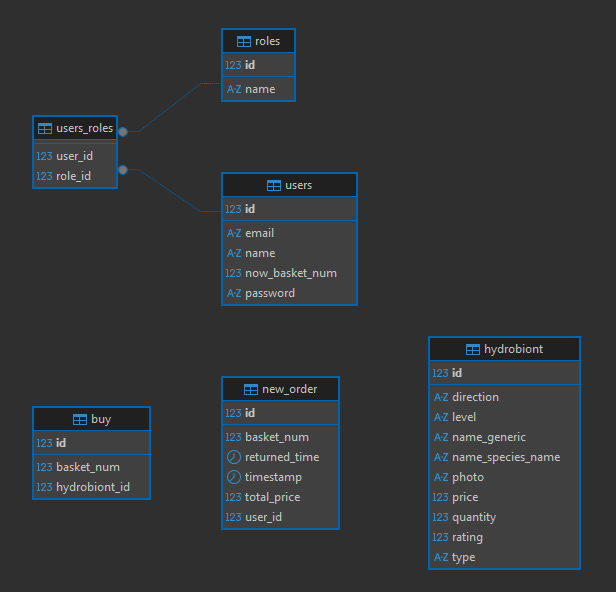 roles
123 id
A-Z name
users_roles
123 user_id
123 role_id
users
123 id
A-Z email
A-Z name
123 now_basket_num
A-Z password
hydrobiont
123 id
A-Z direction
A-Z level
A-Z name_generic
A-Z name_species_name
A-Z photo
123 price
123 quantity
123 rating
A-Z type
new_order
123 id
123 basket_num
returned_time
timestamp
123 total_price
123 user_id
buy
123 id
123 basket_num
123 hydrobiont_id